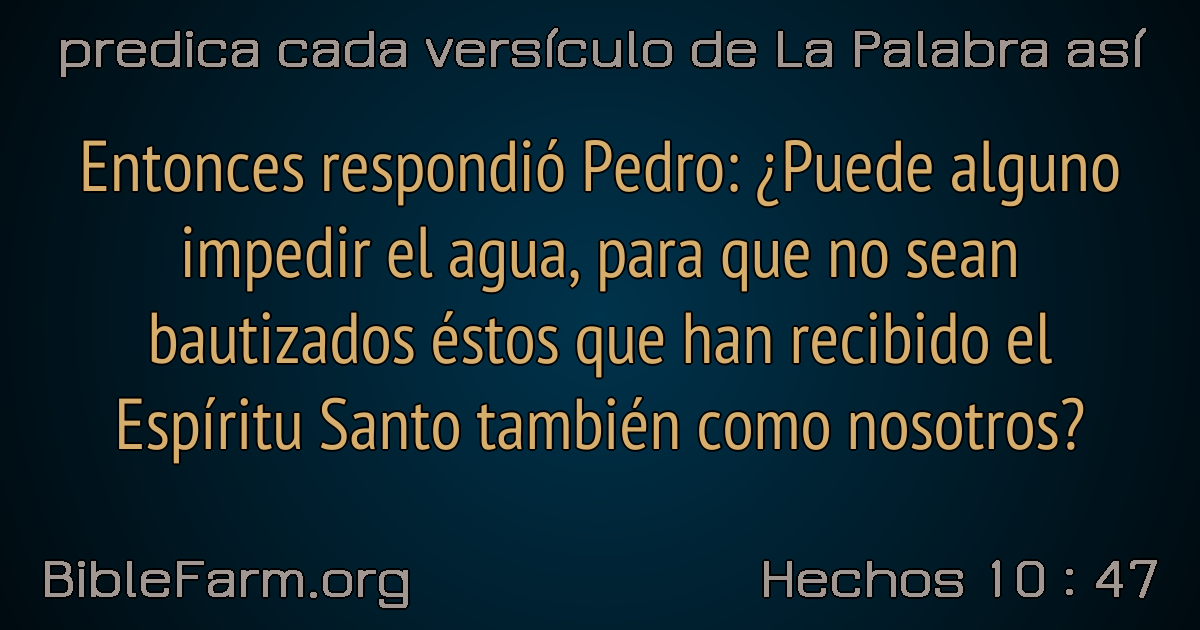 predica cada versículo de La Palabra así
Entonces respondió Pedro: ¿Puede alguno
impedir el agua, para que no sean
bautizados éstos que han recibido el
Espíritu Santo también como nosotros?
BibleFarm.org
Hechos 10 : 47